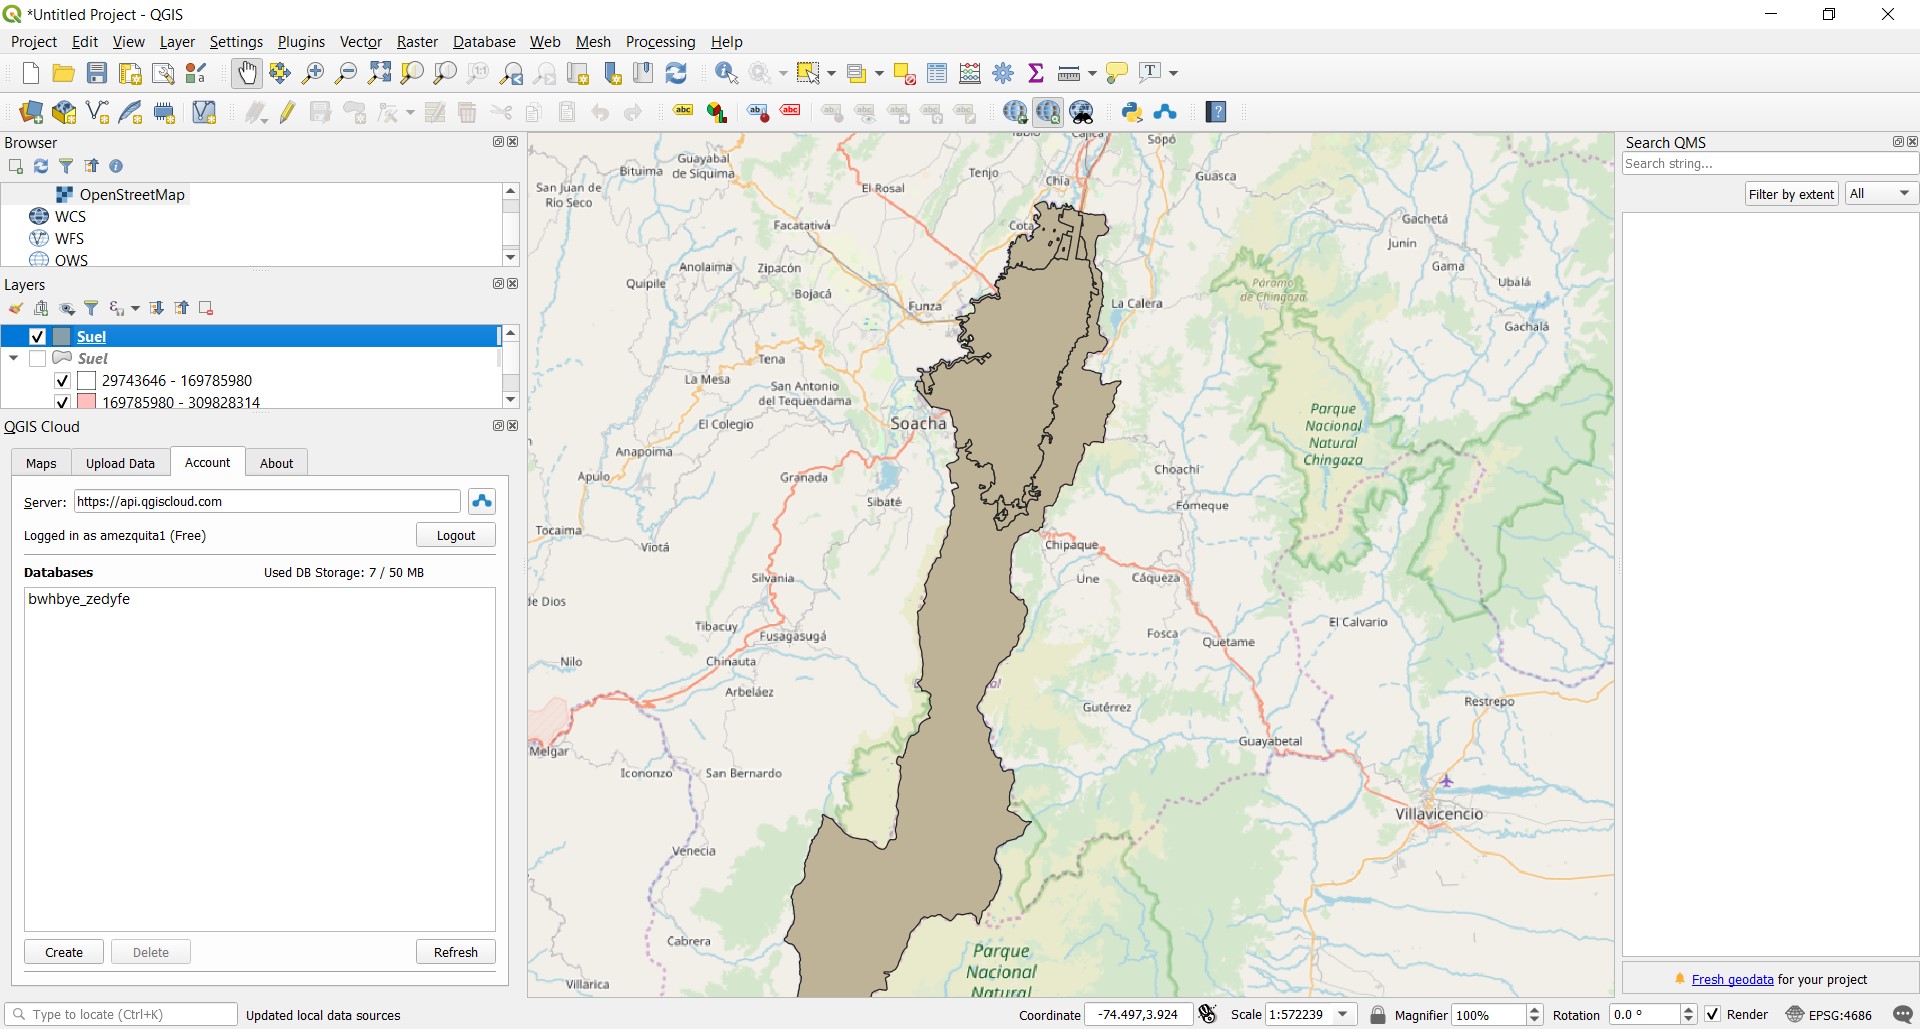 *Untitled Project - QGIS
Project Edit View Layer Settings Plugins Vector Raster Database Web Mesh Processing Help
Browser
OpenStreetMap
WCS
WFS
OWS
Layers
Suel
Suel
29743646 - 169785980
169785980 - 309828314
QGIS Cloud
Maps Upload Data Account About
Server: https://api.qgiscloud.com
Logged in as amezquita1 (Free) Logout
Databases Used DB Storage: 7 / 50 MB
bwhbye_zedyfe
Create Delete Refresh
Tabio
Cajicá
Sopó
Guayabal
de Siquima
Bituima
Tenjo
Chía
Guasca
San Juan de
Río Seco
El Rosal
Facatativá
Cota
Gachetá
Junín
Anolaima
Zipacón
Gama
Ubalá
Quipile
Bojacá
Páramo
de Chingaza
Funza
La Calera
Gachalá
Tena
La Mesa
San Antonio
del Tequendama
El Colegio
Soacha
Parque
Nacional
Natural
Chingaza
Anapoima
Apulo
Granada
Choachí
Sibaté
Fómeque
Tocaima
Viotá
Chipaque
Silvania
Une
Cáqueza
de Dios
Tibacuy
Fusagasugá
Fosca
Quetame
El Calvario
Nilo
Chinauta
Arbeláez
al
Gutérrez
Restrepo
Melgar
Guayabetal
Icononzo
San Bernardo
Villavicencio
Venecia
Cabrera
Parque
Nacional
Natural
Villarica
Search QMS
Search string...
Filter by extent All
Fresh geodata for your project
Type to locate (Ctrl+K) Updated local data sources Coordinate -74.497,3.924 Scale 1:572239 Magnifier 100% Rotation 0.0 ° Render EPSG:4686